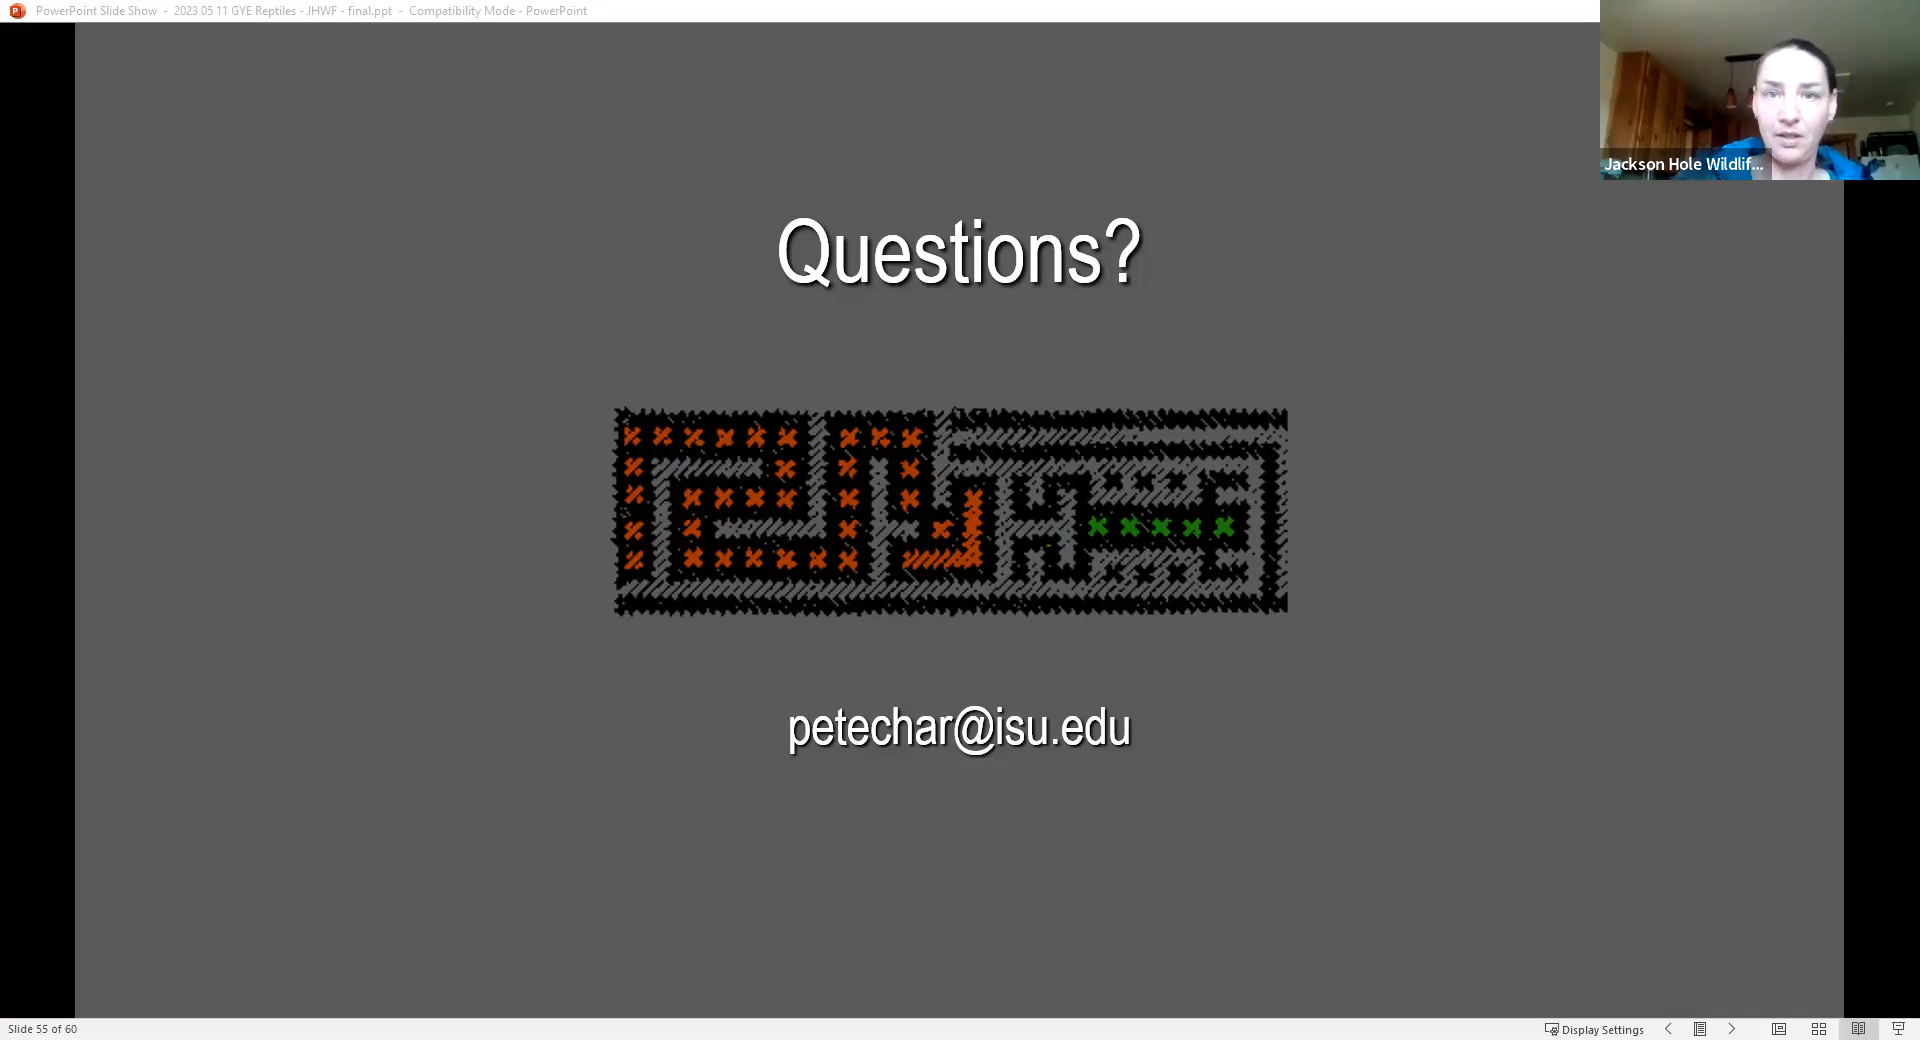 PowerPoint Slide Show - 2023 05 11 GYE Reptiles - JHWF - final.ppt - Compatibility Mode - PowerPoint
Jackson Hole Wildlif...
Questions?
petechar@isu.edu
Slide 55 of 60
Display Settings